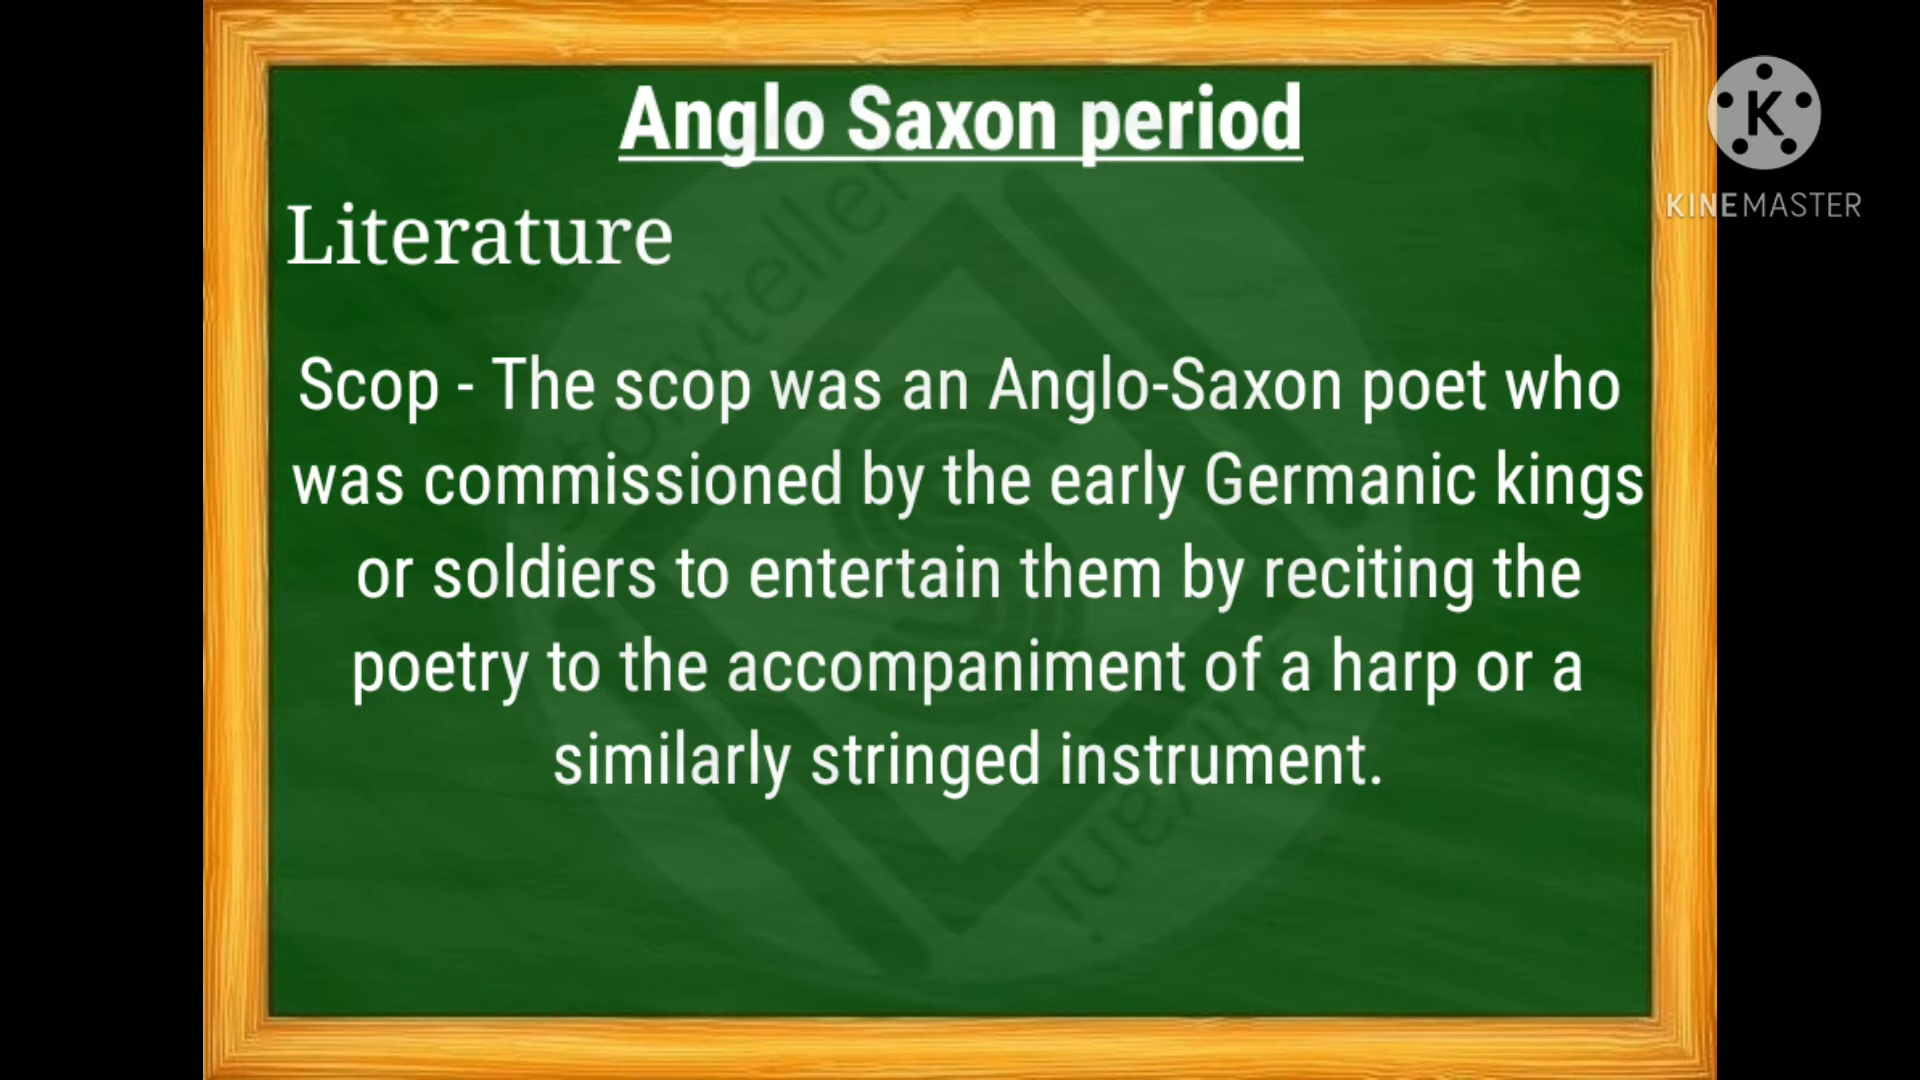 Anglo Saxon period
K
KINEMASTER
Literature
storyteller
Scop - The scop was an Anglo-Saxon poet who
was commissioned by the early Germanic kings
or soldiers to entertain them by reciting the
poetry to the accompaniment of a harp or a
similarly stringed instrument.